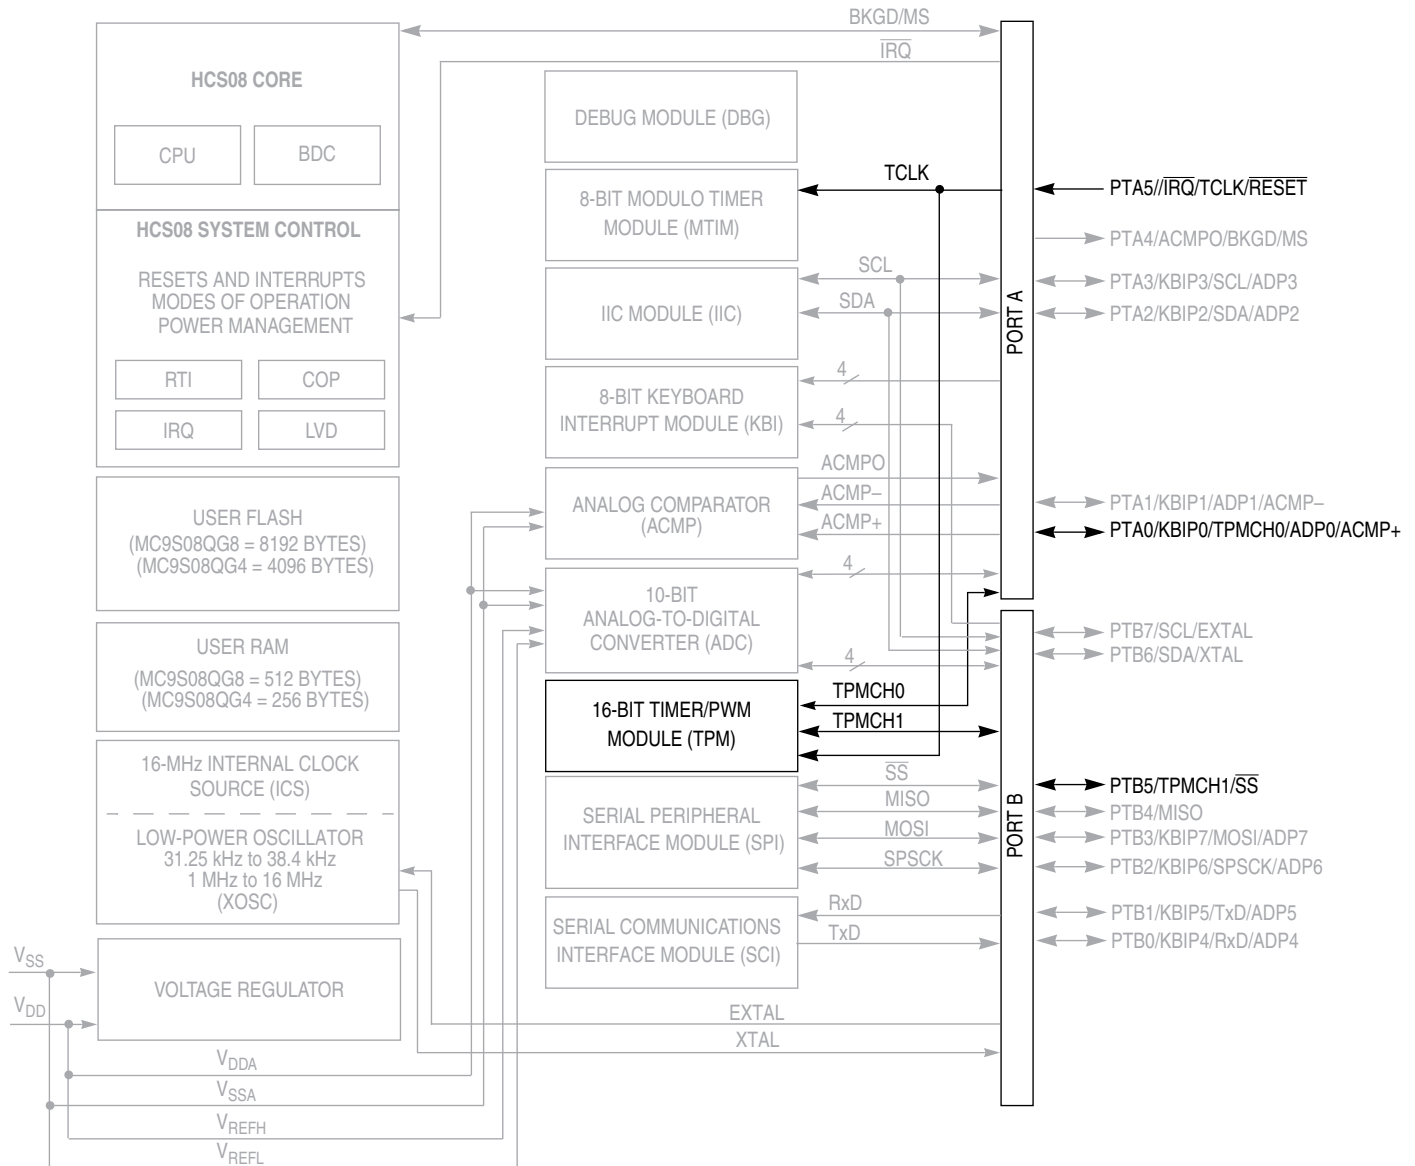 BKGD/MS
IRQ
HCS08 CORE
CPU
BDC
HCS08 SYSTEM CONTROL
RESETS AND INTERRUPTS
MODES OF OPERATION
POWER MANAGEMENT
RTI
COP
IRQ
LVD
USER FLASH
(MC9S08QG8 = 8192 BYTES)
(MC9S08QG4 = 4096 BYTES)
USER RAM
(MC9S08QG8 = 512 BYTES)
(MC9S08QG4 = 256 BYTES)
16-MHz INTERNAL CLOCK
SOURCE (ICS)
LOW-POWER OSCILLATOR
31.25 kHz to 38.4 kHz
1 MHz to 16 MHz
(XOSC)
VSS
VDD
VOLTAGE REGULATOR
VDDA
VSSA
VREFH
VREFL
DEBUG MODULE (DBG)
8-BIT MODULO TIMER
MODULE (MTIM)
TCLK
IIC MODULE (IIC)
SCL
SDA
8-BIT KEYBOARD
INTERRUPT MODULE (KBI)
4
4
ANALOG COMPARATOR
(ACMP)
ACMPO
ACMP–
ACMP+
10-BIT
ANALOG-TO-DIGITAL
CONVERTER (ADC)
4
4
16-BIT TIMER/PWM
MODULE (TPM)
TPMCH0
TPMCH1
SERIAL PERIPHERAL
INTERFACE MODULE (SPI)
SS
MISO
MOSI
SPSCK
SERIAL COMMUNICATIONS
INTERFACE MODULE (SCI)
RxD
TxD
EXTAL
XTAL
PORT A
PORT B
PTA5//IRQ/TCLK/RESET
PTA4/ACMPO/BKGD/MS
PTA3/KBIP3/SCL/ADP3
PTA2/KBIP2/SDA/ADP2
PTA1/KBIP1/ADP1/ACMP–
PTA0/KBIP0/TPMCH0/ADP0/ACMP+
PTB7/SCL/EXTAL
PTB6/SDA/XTAL
PTB5/TPMCH1/SS
PTB4/MISO
PTB3/KBIP7/MOSI/ADP7
PTB2/KBIP6/SPSCK/ADP6
PTB1/KBIP5/TxD/ADP5
PTB0/KBIP4/RxD/ADP4